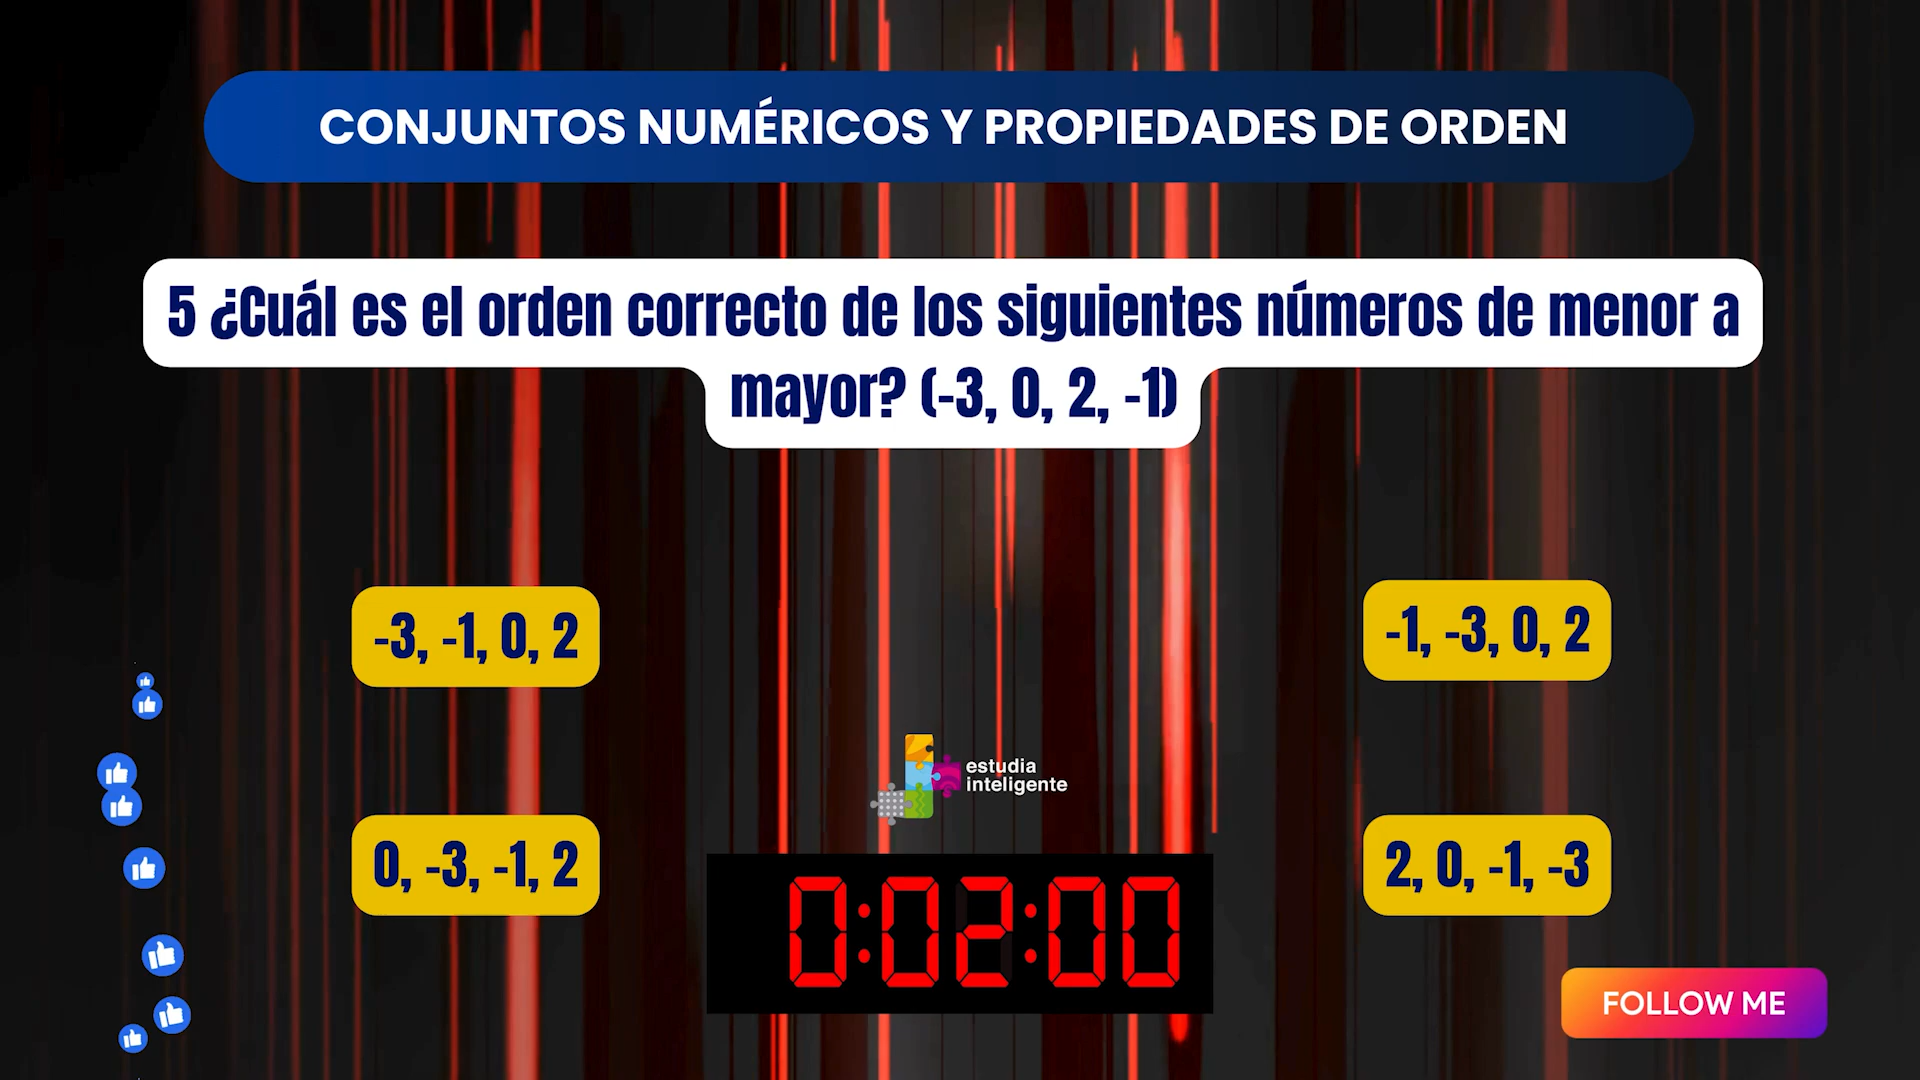 CONJUNTOS NUMÉRICOS Y PROPIEDADES DE ORDEN
5 ¿Cuál es el orden correcto de los siguientes números de menor a
mayor? (-3, 0, 2, -1)
-3, -1, 0, 2
-1, -3, 0, 2
estudia
inteligente
0, -3, -1, 2
2, 0, -1, -3
0:02:00
FOLLOW ME